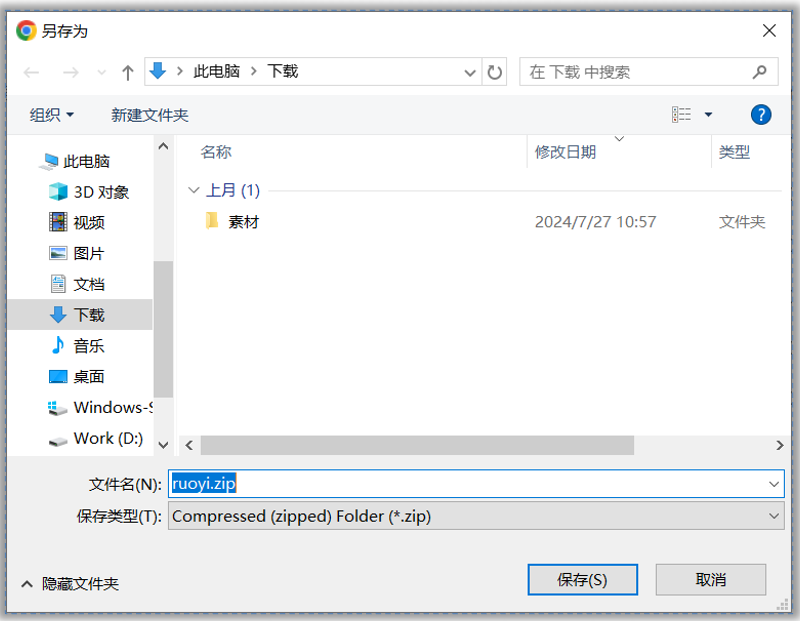 另存为
此电脑 下载
在 下载 中搜索
组织 新建文件夹
名称 修改日期 类型
此电脑
3D 对象
视频
图片
文档
下载
音乐
桌面
Windows-S
Work (D:)
上月 (1)
素材 2024/7/27 10:57 文件夹
文件名(N): ruoyi.zip
保存类型(T): Compressed (zipped) Folder (*.zip)
隐藏文件夹 保存(S) 取消